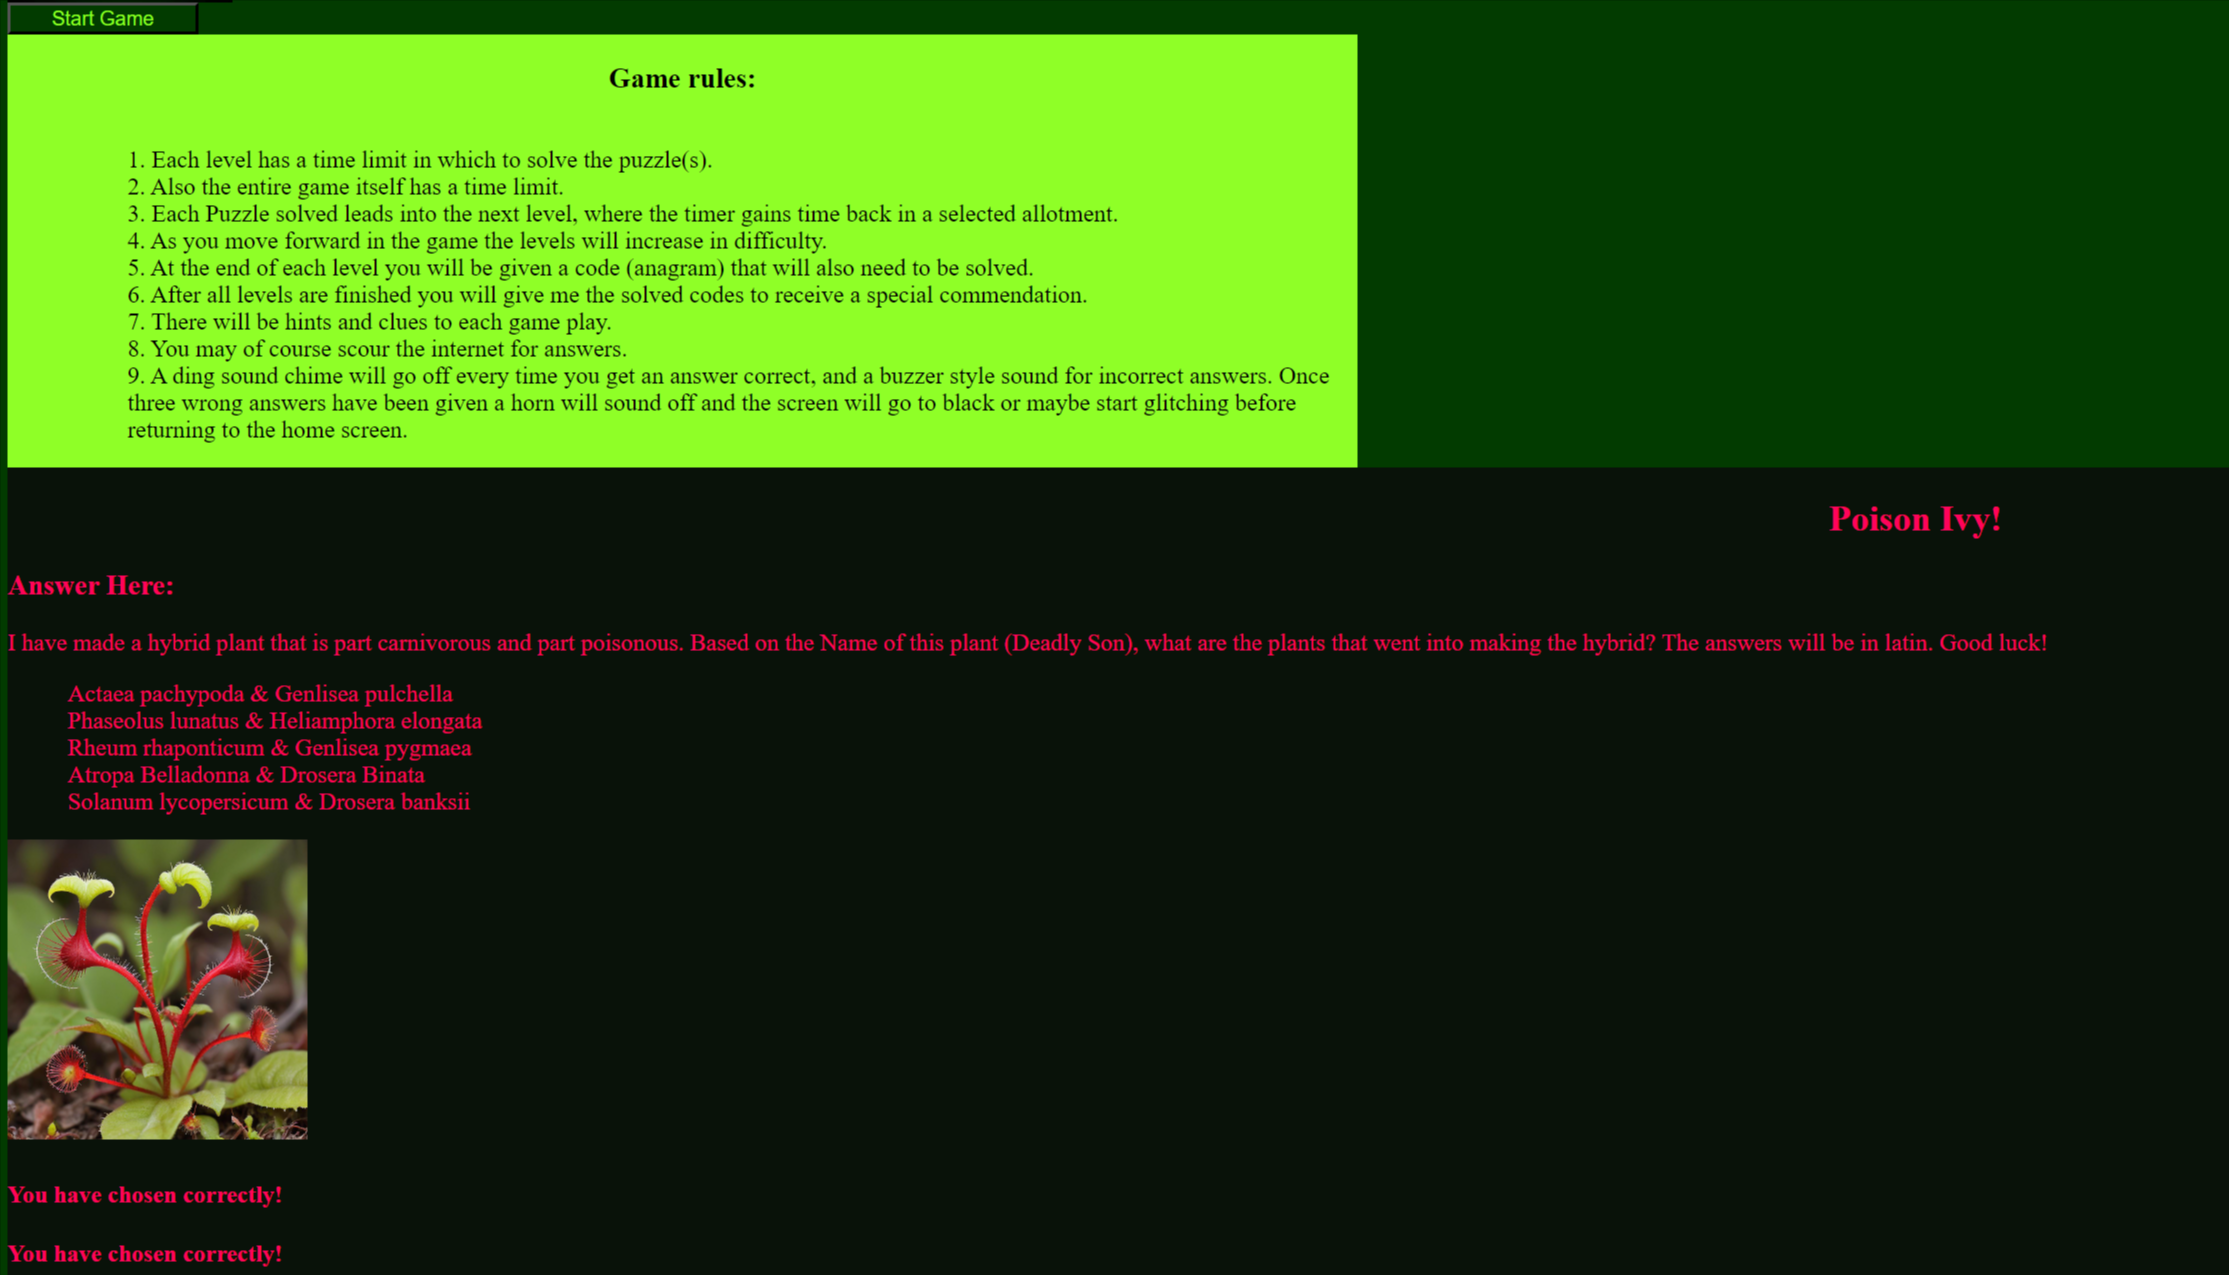 Start Game
Game rules:
1. Each level has a time limit in which to solve the puzzle(s).
2. Also the entire game itself has a time limit.
3. Each Puzzle solved leads into the next level, where the timer gains time back in a selected allotment.
4. As you move forward in the game the levels will increase in difficulty.
5. At the end of each level you will be given a code (anagram) that will also need to be solved.
6. After all levels are finished you will give me the solved codes to receive a special commendation.
7. There will be hints and clues to each game play.
8. You may of course scour the internet for answers.
9. A ding sound chime will go off every time you get an answer correct, and a buzzer style sound for incorrect answers. Once
three wrong answers have been given a horn will sound off and the screen will go to black or maybe start glitching before
returning to the home screen.
Poison Ivy!
Answer Here:
I have made a hybrid plant that is part carnivorous and part poisonous. Based on the Name of this plant (Deadly Son), what are the plants that went into making the hybrid? The answers will be in latin. Good luck!
Actaea pachypoda & Genlisea pulchella
Phaseolus lunatus & Heliamphora elongata
Rheum rhaponticum & Genlisea pygmaea
Atropa Belladonna & Drosera Binata
Solanum lycopersicum & Drosera banksii
You have chosen correctly!
You have chosen correctly!